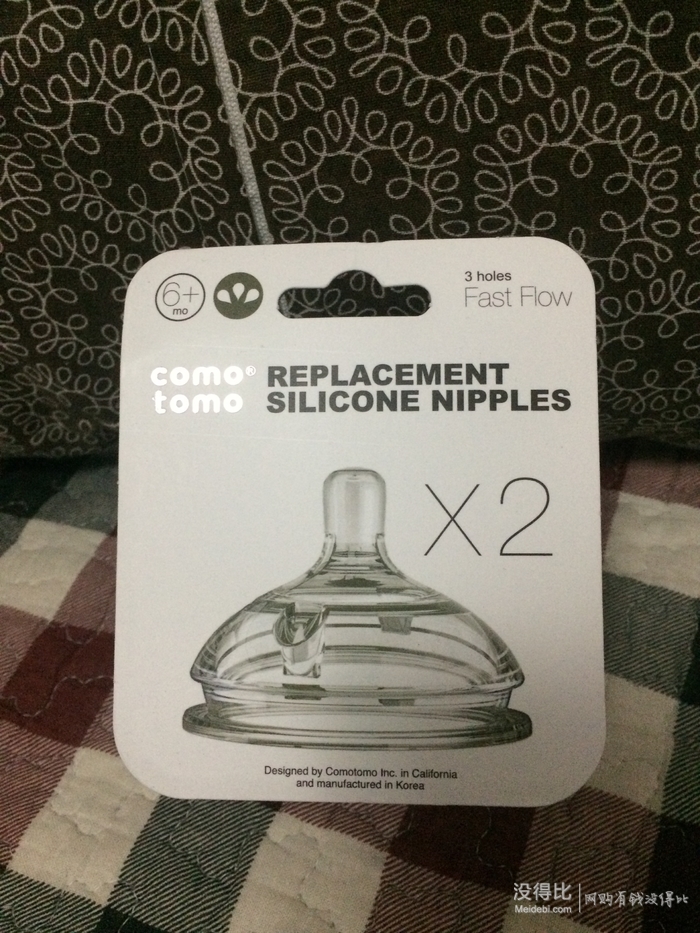 6+
mo
3 holes
Fast Flow
como®
tomo
REPLACEMENT
SILICONE NIPPLES
X2
Designed by Comotomo Inc. in California
and manufactured in Korea
没得比
Meidebi.com
网购有钱没得比